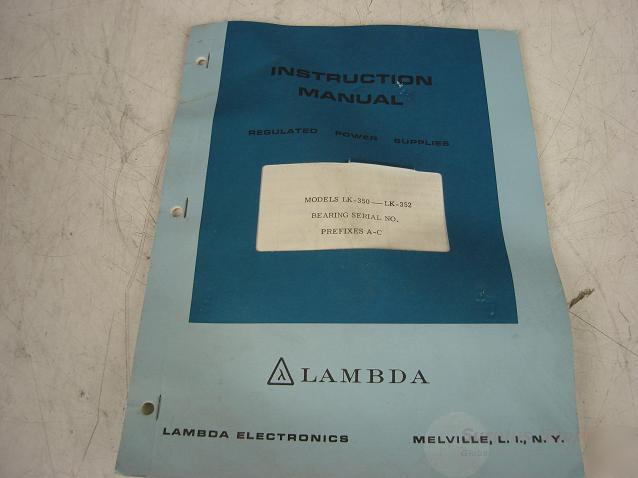 INSTRUCTION
MANUAL
REGULATED POWER SUPPLIES
MODELS LK-350—LK-352
BEARING SERIAL NO.
PREFIXES A-C
λ LAMBDA
LAMBDA ELECTRONICS MELVILLE, L. I., N. Y.